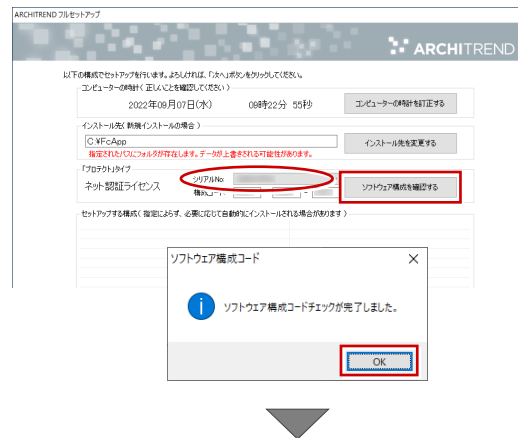 ARCHITREND フルセットアップ
ARCHITREND
以下の構成でセットアップを行います。よろしければ、「次へ」ボタンをクリックしてください。
コンピューターの時計( 正しいことを確認してください )
2022年09月07日(水) 09時22分 55秒 コンピューターの時計を訂正する
インストール先( 新規インストールの場合 )
C:¥FcApp インストール先を変更する
指定されたパスにフォルダが存在します。データが上書きされる可能性があります。
「プロテクト」タイプ
ネット認証ライセンス シリアルNo: ソフトウェア構成を確認する
構成コード: - -
セットアップする構成( 指定によらず、必要に応じて自動的にインストールされる場合があります )
ソフトウェア構成コード
ソフトウェア構成コードチェックが完了しました。
OK